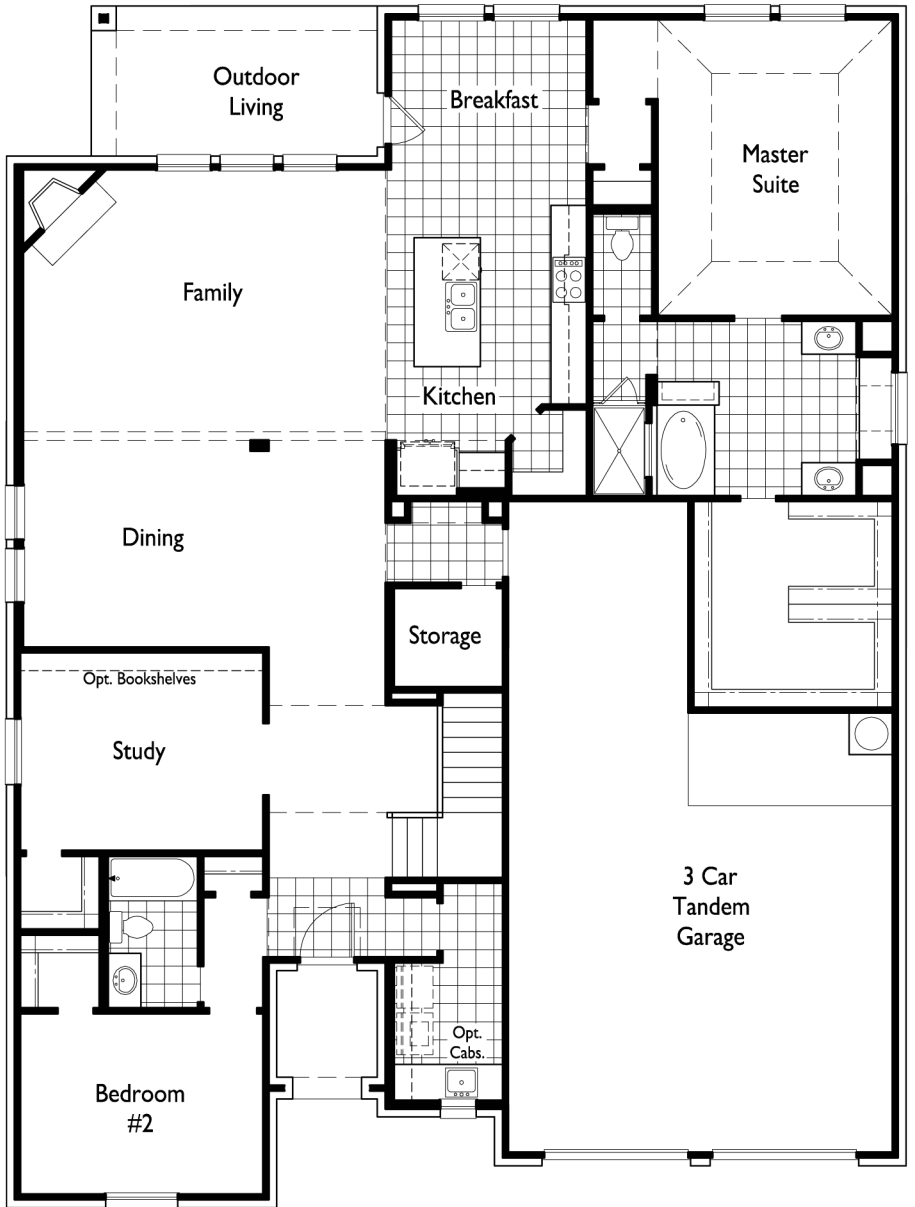 Outdoor
Living
Breakfast
Master
Suite
Family
Kitchen
Dining
Storage
Opt. Bookshelves
Study
3 Car
Tandem
Garage
Opt.
Cabs.
Bedroom
#2